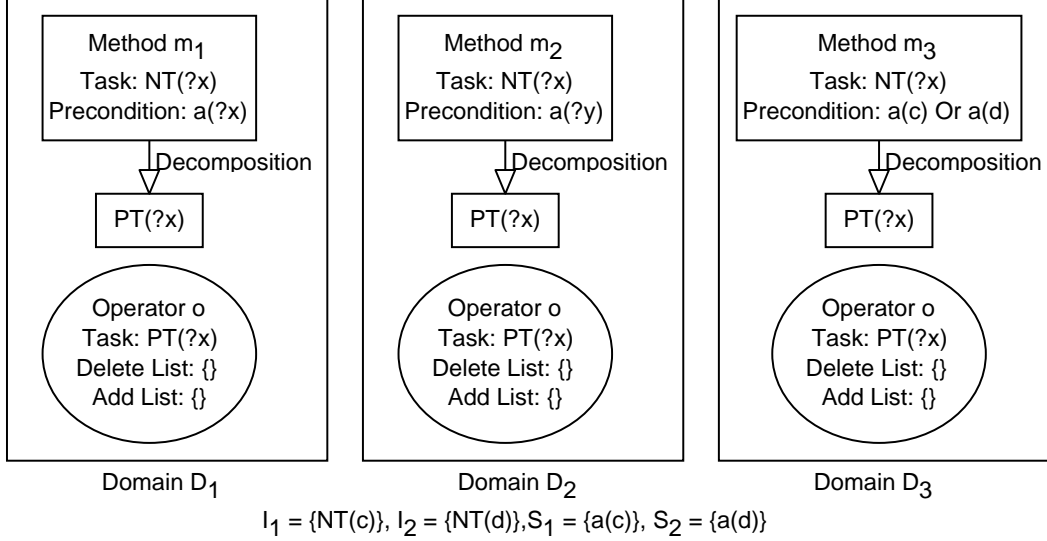 Method m1
Task: NT(?x)
Precondition: a(?x)
Decomposition
PT(?x)
Operator o
Task: PT(?x)
Delete List: {}
Add List: {}
Domain D1
Method m2
Task: NT(?x)
Precondition: a(?y)
Decomposition
PT(?x)
Operator o
Task: PT(?x)
Delete List: {}
Add List: {}
Domain D2
Method m3
Task: NT(?x)
Precondition: a(c) Or a(d)
Decomposition
PT(?x)
Operator o
Task: PT(?x)
Delete List: {}
Add List: {}
Domain D3
I1 = {NT(c)}, I2 = {NT(d)},S1 = {a(c)}, S2 = {a(d)}